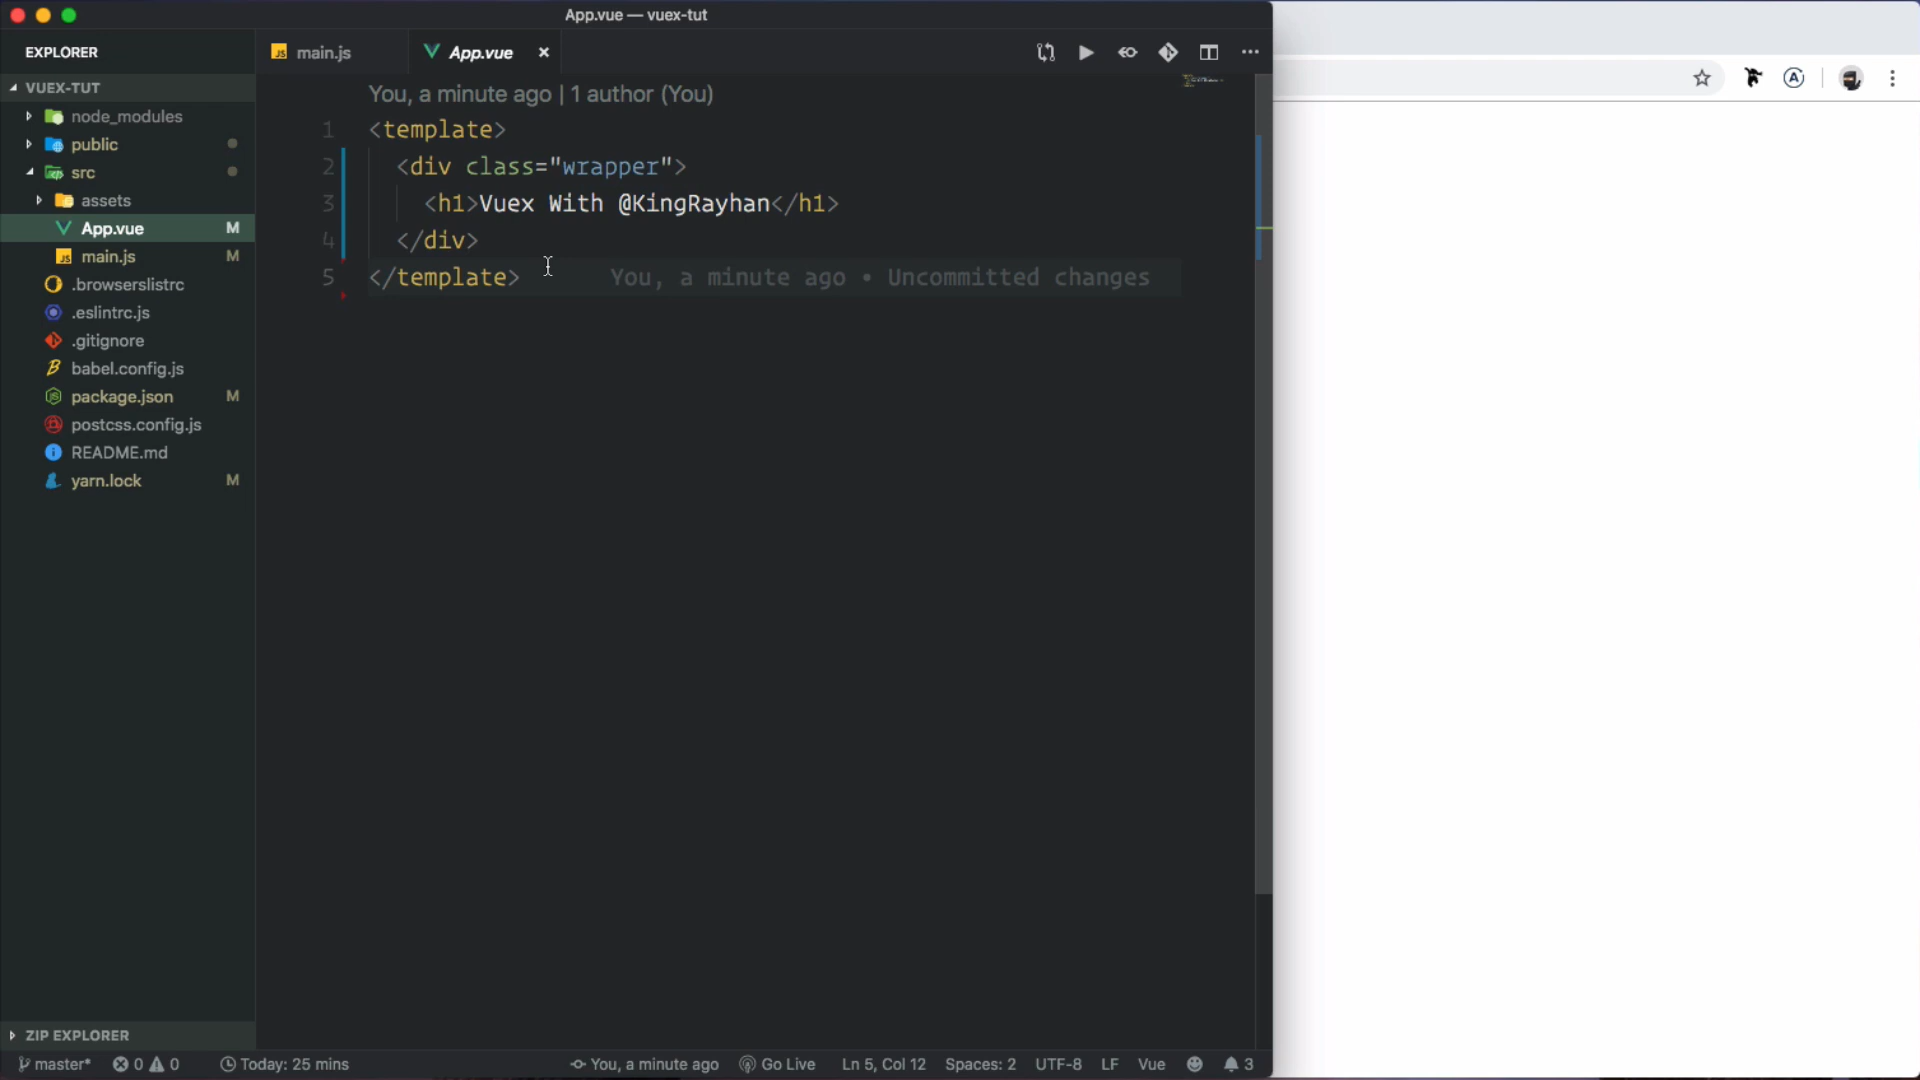 App.vue — vuex-tut
EXPLORER
main.js
App.vue
VUEX-TUT
node_modules
public
src
assets
App.vue M
main.js M
.browserslistrc
.eslintrc.js
.gitignore
babel.config.js
package.json M
postcss.config.js
README.md
yarn.lock M
ZIP EXPLORER
You, a minute ago | 1 author (You)
1 <template>
2 <div class="wrapper">
3 <h1>Vuex With @KingRayhan</h1>
4 </div>
5 </template> You, a minute ago • Uncommitted changes
master* 0 0 Today: 25 mins You, a minute ago Go Live Ln 5, Col 12 Spaces: 2 UTF-8 LF Vue 3